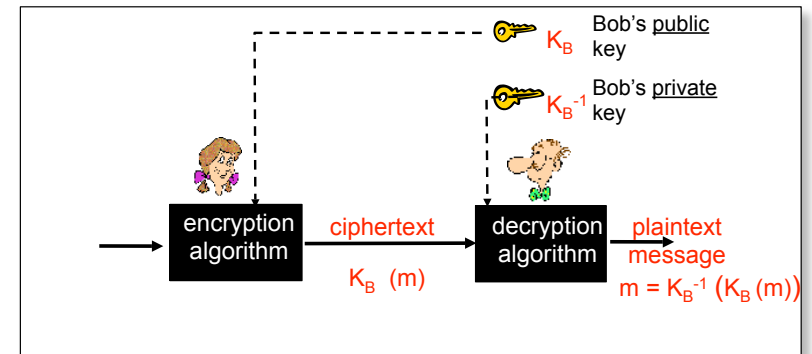 K_B Bob's public
key
K_B^-1 Bob's private
key
encryption
algorithm
ciphertext
K_B (m)
decryption
algorithm
plaintext
message
m = K_B^-1 (K_B (m))